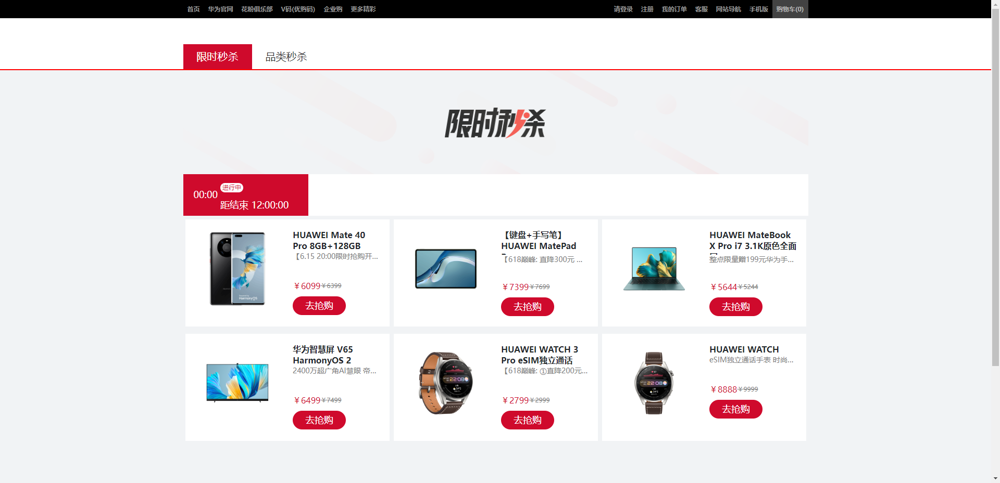 首页 华为官网 花粉俱乐部 V码(优购码) 企业购 更多精彩
请登录 注册 我的订单 客服 网站导航 手机版 购物车(0)
限时秒杀 品类秒杀
限时秒杀
00:00 进行中
距结束 12:00:00
HUAWEI Mate 40
Pro 8GB+128GB
【6.15 20:00限时抢购开...
￥6099 ￥6399
去抢购
【键盘+手写笔】
HUAWEI MatePad
【618巅峰: 直降300元 ...
￥7399 ￥7699
去抢购
HUAWEI MateBook
X Pro i7 3.1K原色全面
整点限量赠199元华为手...
￥5644 ￥5244
去抢购
华为智慧屏 V65
HarmonyOS 2
2400万超广角AI慧眼 帝...
￥6499 ￥7499
去抢购
HUAWEI WATCH 3
Pro eSIM独立通话
【618巅峰: ①直降200元...
￥2799 ￥2999
去抢购
HUAWEI WATCH
eSIM独立通话手表 时尚...
￥8888 ￥9999
去抢购
HarmonyOS
22:08
22:08